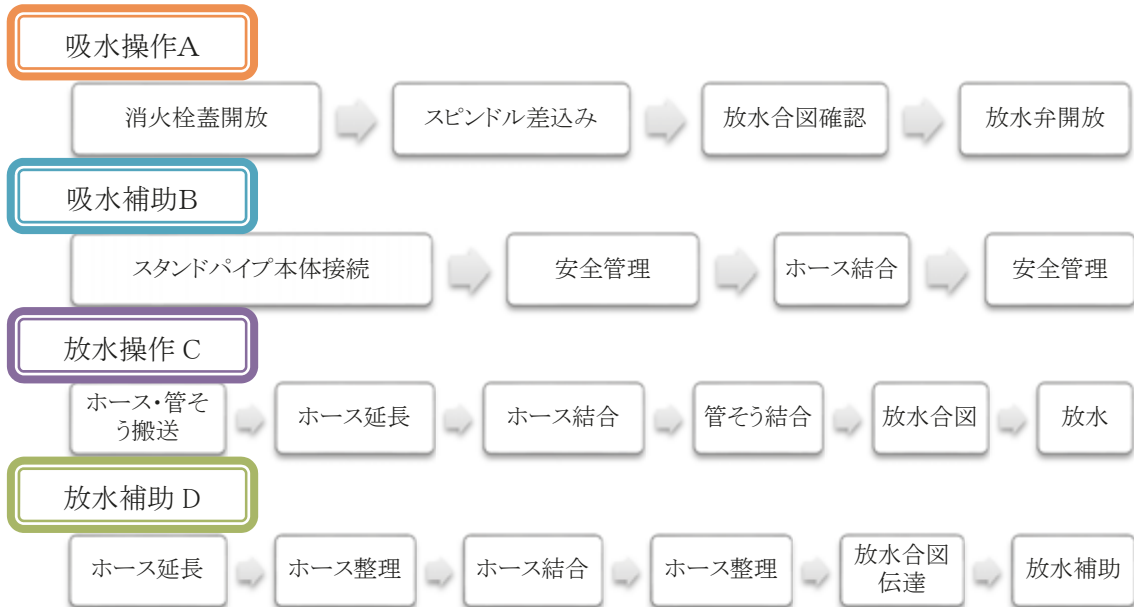 吸水操作A
消火栓蓋開放
スピンドル差込み
放水合図確認
放水弁開放
吸水補助B
スタンドパイプ本体接続
安全管理
ホース結合
安全管理
放水操作 C
ホース・管そ
う搬送
ホース延長
ホース結合
管そう結合
放水合図
放水
放水補助 D
ホース延長
ホース整理
ホース結合
ホース整理
放水合図
伝達
放水補助